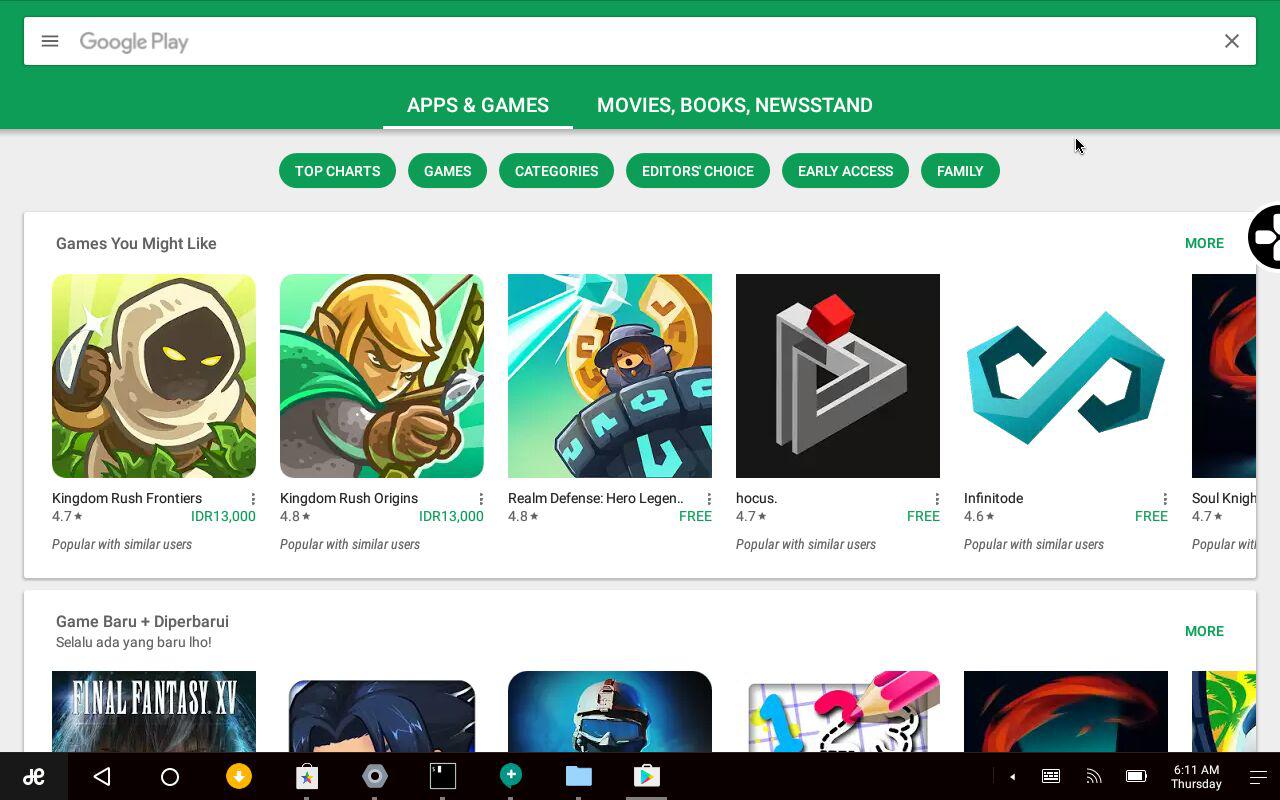 Google Play
APPS & GAMES MOVIES, BOOKS, NEWSSTAND
TOP CHARTS GAMES CATEGORIES EDITORS' CHOICE EARLY ACCESS FAMILY
Games You Might Like MORE
Kingdom Rush Frontiers Kingdom Rush Origins Realm Defense: Hero Legen.. hocus. Infinitode Soul Knigh
4.7★ IDR13,000 4.8★ IDR13,000 4.8★ FREE 4.7★ FREE 4.6★ FREE 4.7★
Popular with similar users Popular with similar users Popular with similar users Popular with similar users Popular wit
Game Baru + Diperbarui
Selalu ada yang baru lho! MORE
FINAL FANTASY XV
1 2 3
6:11 AM
Thursday